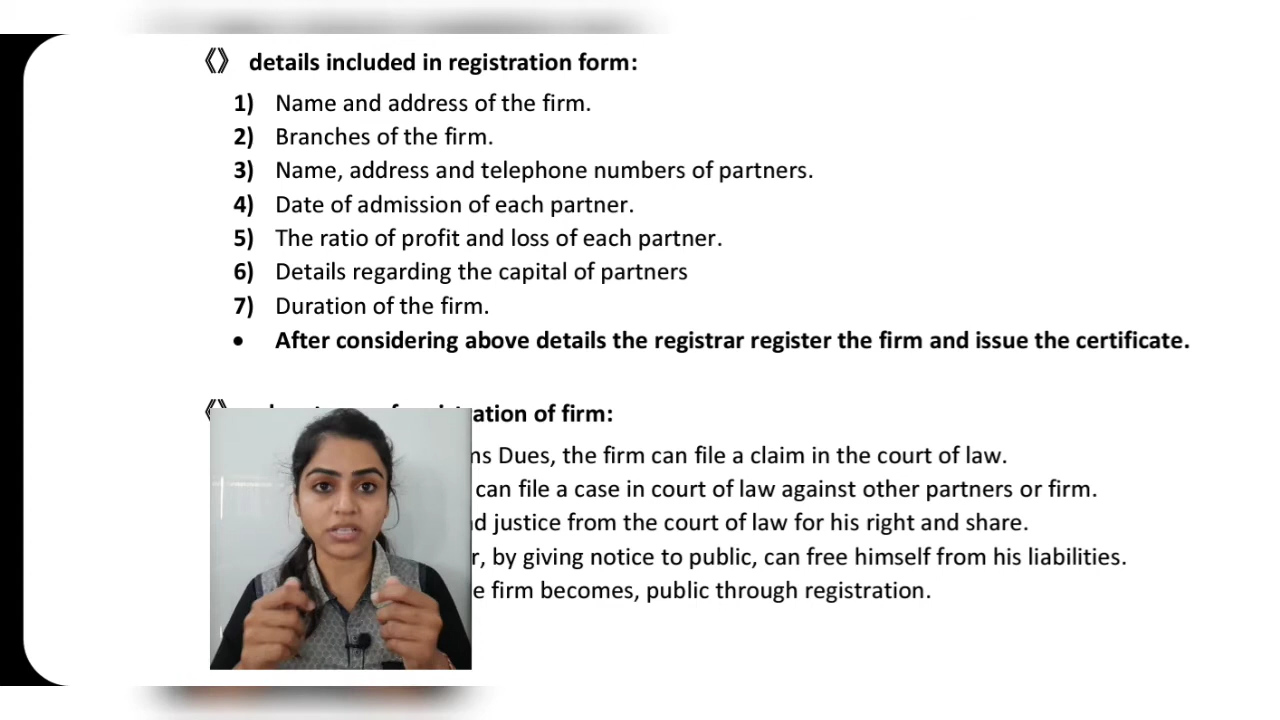 《》 details included in registration form:
1) Name and address of the firm.
2) Branches of the firm.
3) Name, address and telephone numbers of partners.
4) Date of admission of each partner.
5) The ratio of profit and loss of each partner.
6) Details regarding the capital of partners
7) Duration of the firm.
• After considering above details the registrar register the firm and issue the certificate.
of firm:
Dues, the firm can file a claim in the court of law.
can file a case in court of law against other partners or firm.
justice from the court of law for his right and share.
by giving notice to public, can free himself from his liabilities.
firm becomes, public through registration.